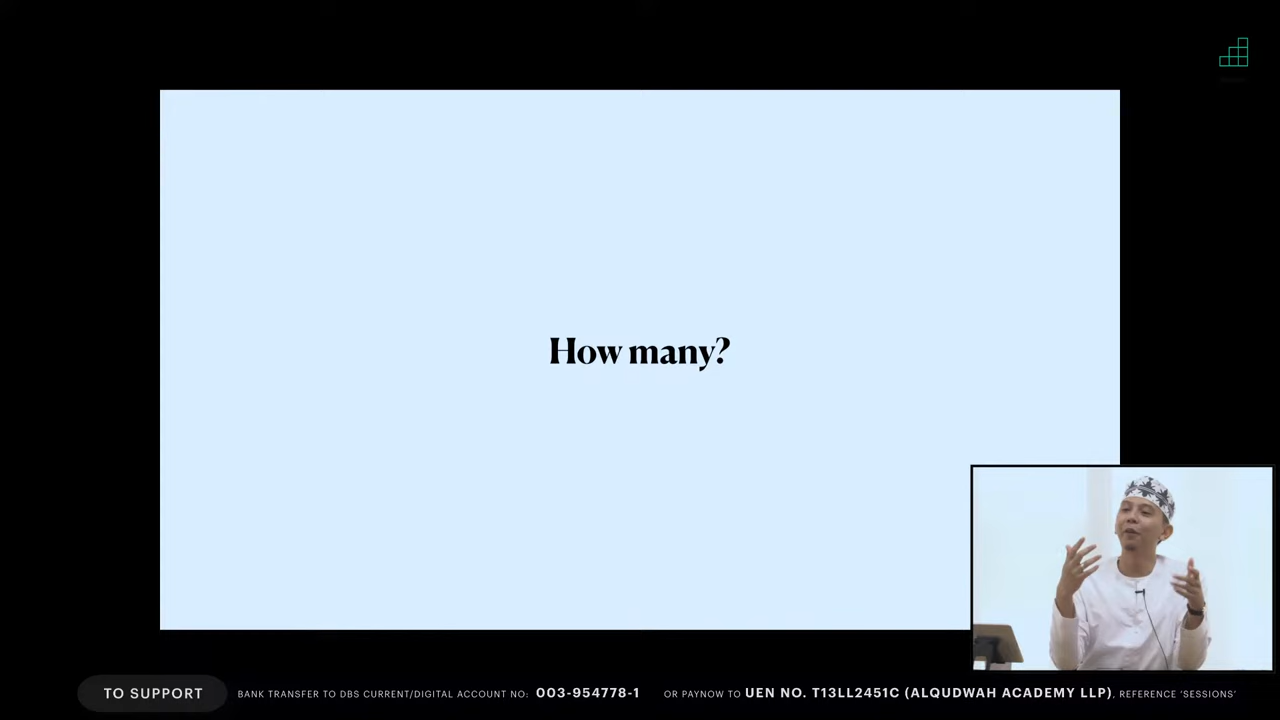 How many?
TO SUPPORT BANK TRANSFER TO DBS CURRENT/DIGITAL ACCOUNT NO: 003-954778-1 OR PAYNOW TO UEN NO. T13LL2451C (ALQUDWAH ACADEMY LLP), REFERENCE ‘SESSIONS’